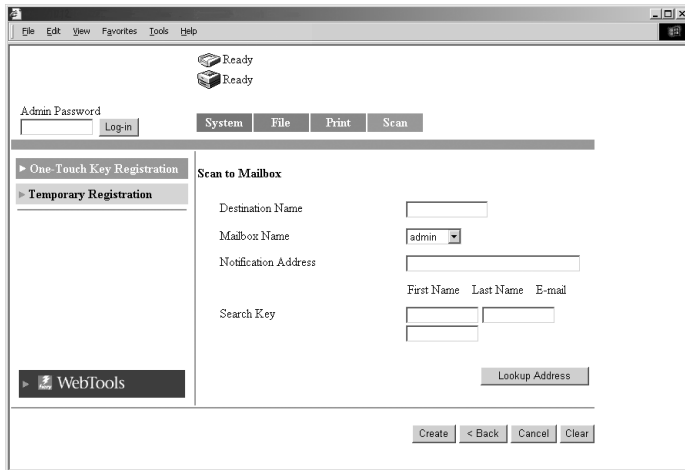 File Edit View Favorites Tools Help
Ready
Ready
Admin Password
Log-in
System File Print Scan
One-Touch Key Registration
Temporary Registration
Scan to Mailbox
Destination Name
Mailbox Name admin
Notification Address
First Name Last Name E-mail
Search Key
Lookup Address
WebTools
Create < Back Cancel Clear